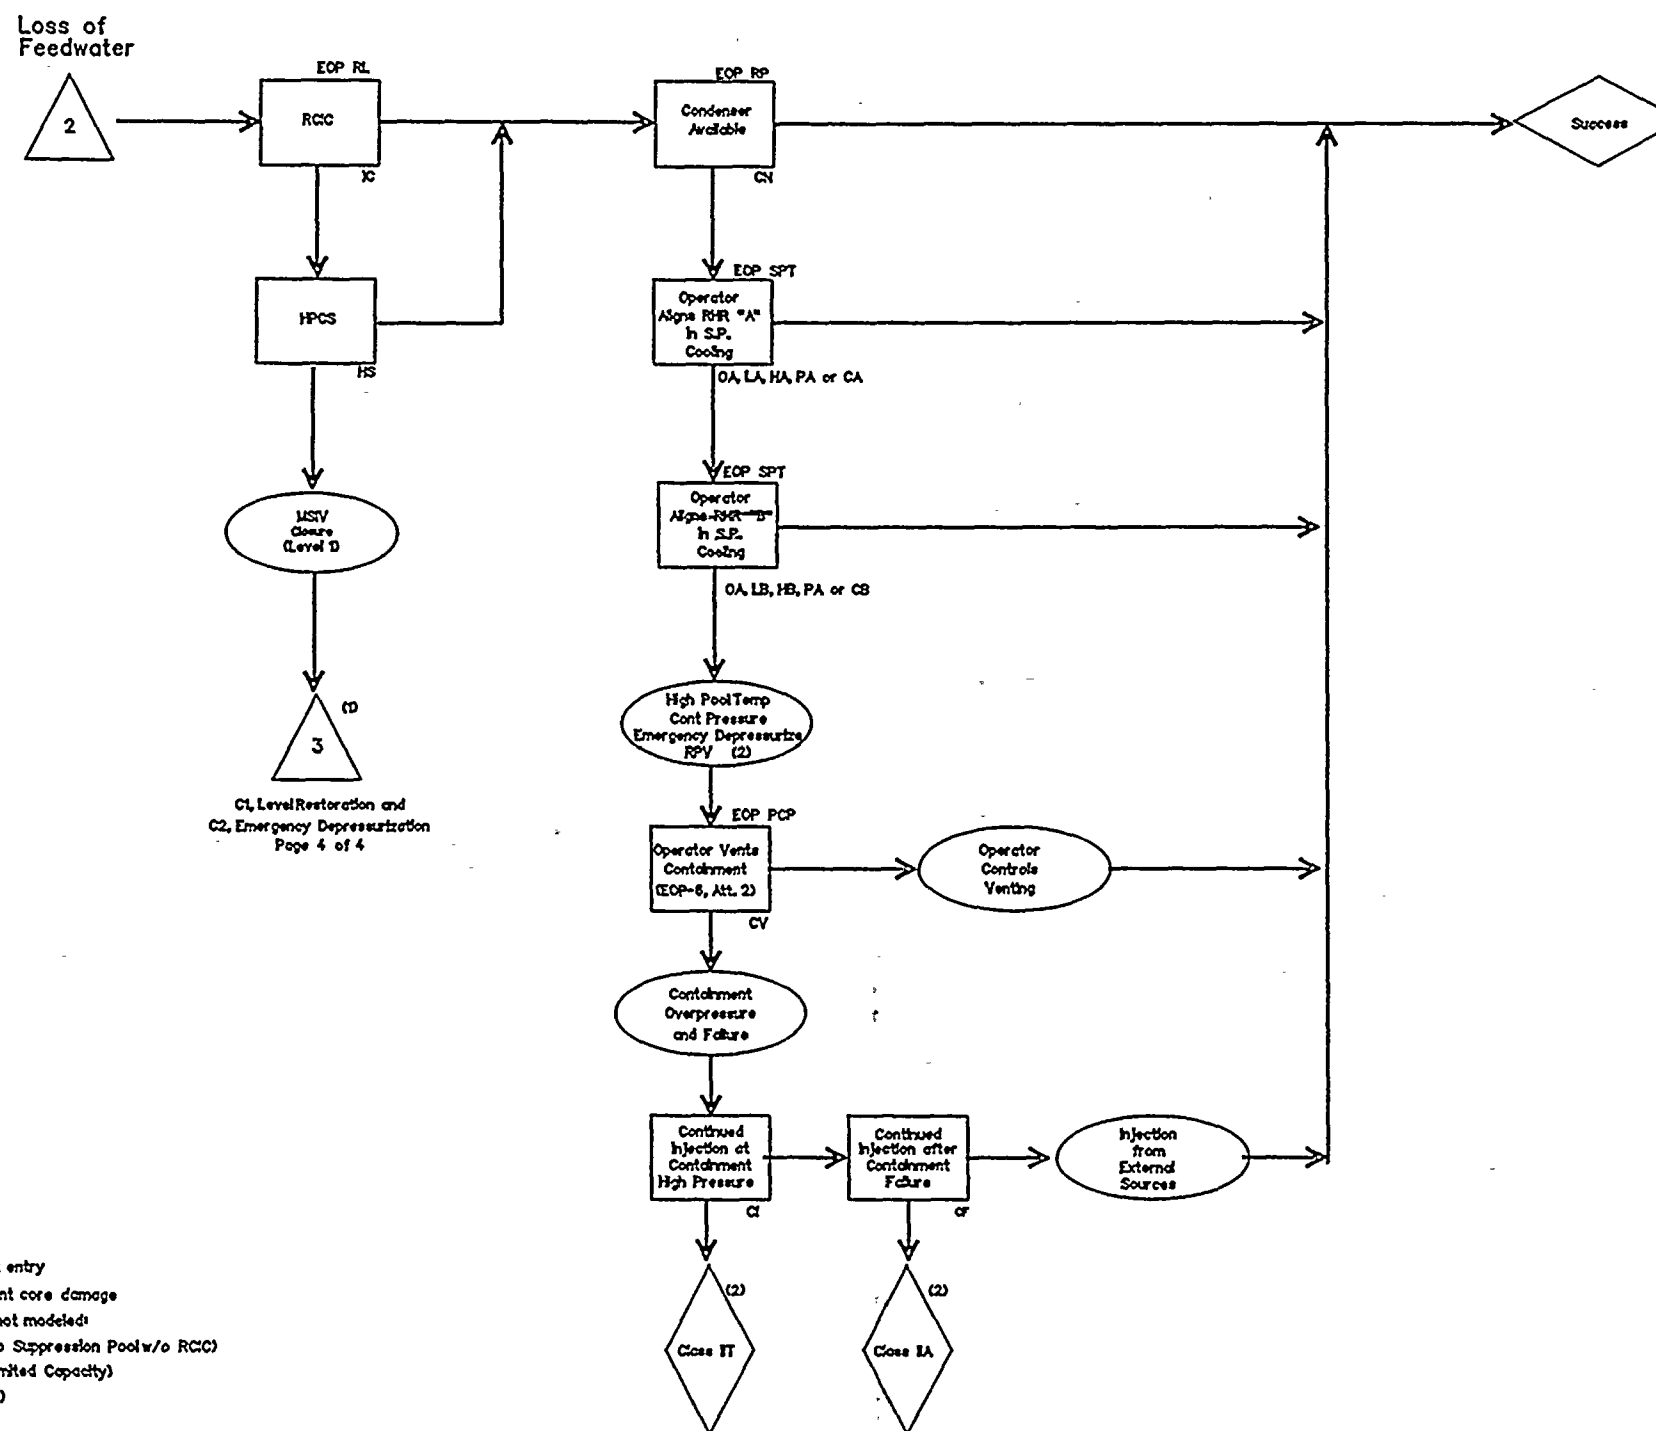 Loss of
Feedwater
2
EOP RL
RCIC
IC
HPCS
HS
MSIV
Closure
(Level 1)
3
(1)
C1, Level Restoration and
C2, Emergency Depressurization
Page 4 of 4
EOP RP
Condenser
Available
CN
EOP SPT
Operator
Aligns RHR "A"
in S.P.
Cooling
OA, LA, HA, PA or CA
EOP SPT
Operator
Aligns RHR "B"
in S.P.
Cooling
OA, LB, HB, PA or CB
High Pool Temp
Cont Pressure
Emergency Depressurize
RPV (2)
EOP PCP
Operator Vents
Containment
(EOP-6, Att. 2)
CV
Operator
Controls
Venting
Containment
Overpressure
and Failure
Continued
Injection at
Containment
High Pressure
CI
Continued
Injection after
Containment
Failure
CF
Injection
from
External
Sources
Success
(2)
Class IIT
(2)
Class IIA
entry
nt core damage
not modeled:
Suppression Pool w/o RCIC)
mited Capacity)
)